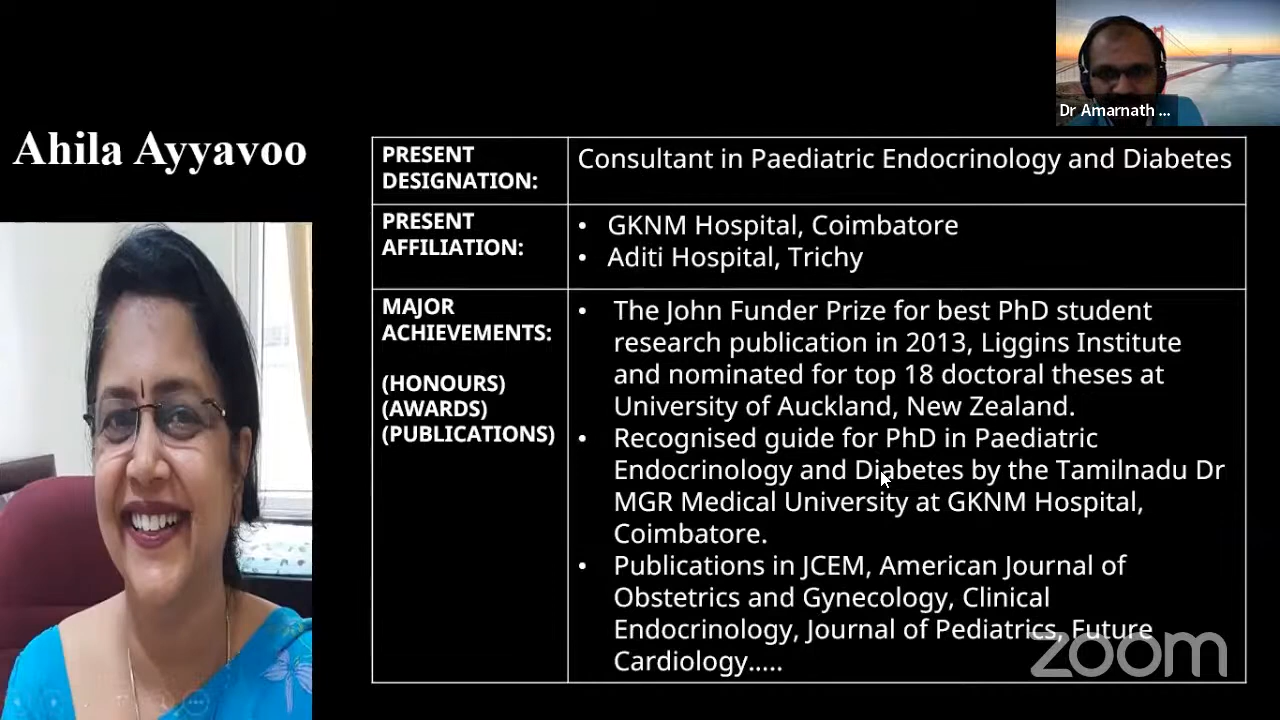 Dr Amarnath ...
Ahila Ayyavoo
PRESENT
DESIGNATION:
Consultant in Paediatric Endocrinology and Diabetes
PRESENT
AFFILIATION:
• GKNM Hospital, Coimbatore
• Aditi Hospital, Trichy
MAJOR
ACHIEVEMENTS:
(HONOURS)
(AWARDS)
(PUBLICATIONS)
• The John Funder Prize for best PhD student
research publication in 2013, Liggins Institute
and nominated for top 18 doctoral theses at
University of Auckland, New Zealand.
• Recognised guide for PhD in Paediatric
Endocrinology and Diabetes by the Tamilnadu Dr
MGR Medical University at GKNM Hospital,
Coimbatore.
• Publications in JCEM, American Journal of
Obstetrics and Gynecology, Clinical
Endocrinology, Journal of Pediatrics, Future
Cardiology.....
zoom